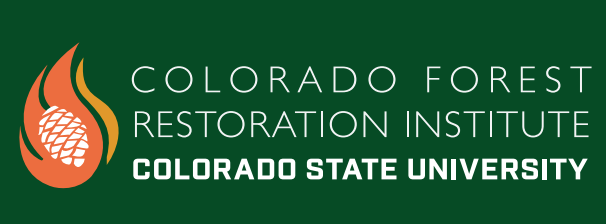 COLORADO FOREST
RESTORATION INSTITUTE
COLORADO STATE UNIVERSITY